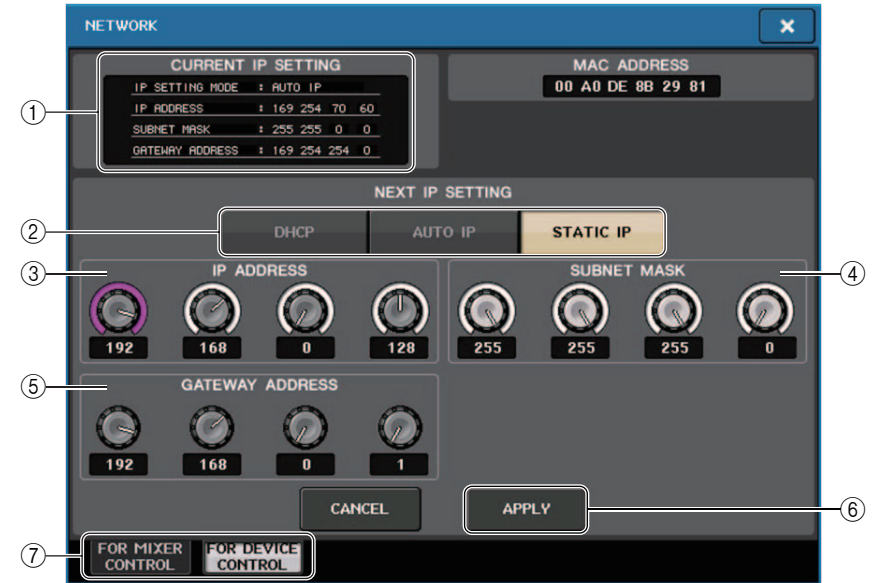 NETWORK ×
CURRENT IP SETTING
IP SETTING MODE : AUTO IP
IP ADDRESS : 169 254 70 60
SUBNET MASK : 255 255 0 0
GATEWAY ADDRESS : 169 254 254 0
MAC ADDRESS
00 A0 DE 8B 29 81
①
NEXT IP SETTING
② DHCP AUTO IP STATIC IP
③ IP ADDRESS
192 168 0 128
SUBNET MASK ④
255 255 255 0
⑤ GATEWAY ADDRESS
192 168 0 1
CANCEL APPLY ⑥
⑦ FOR MIXER
CONTROL
FOR DEVICE
CONTROL